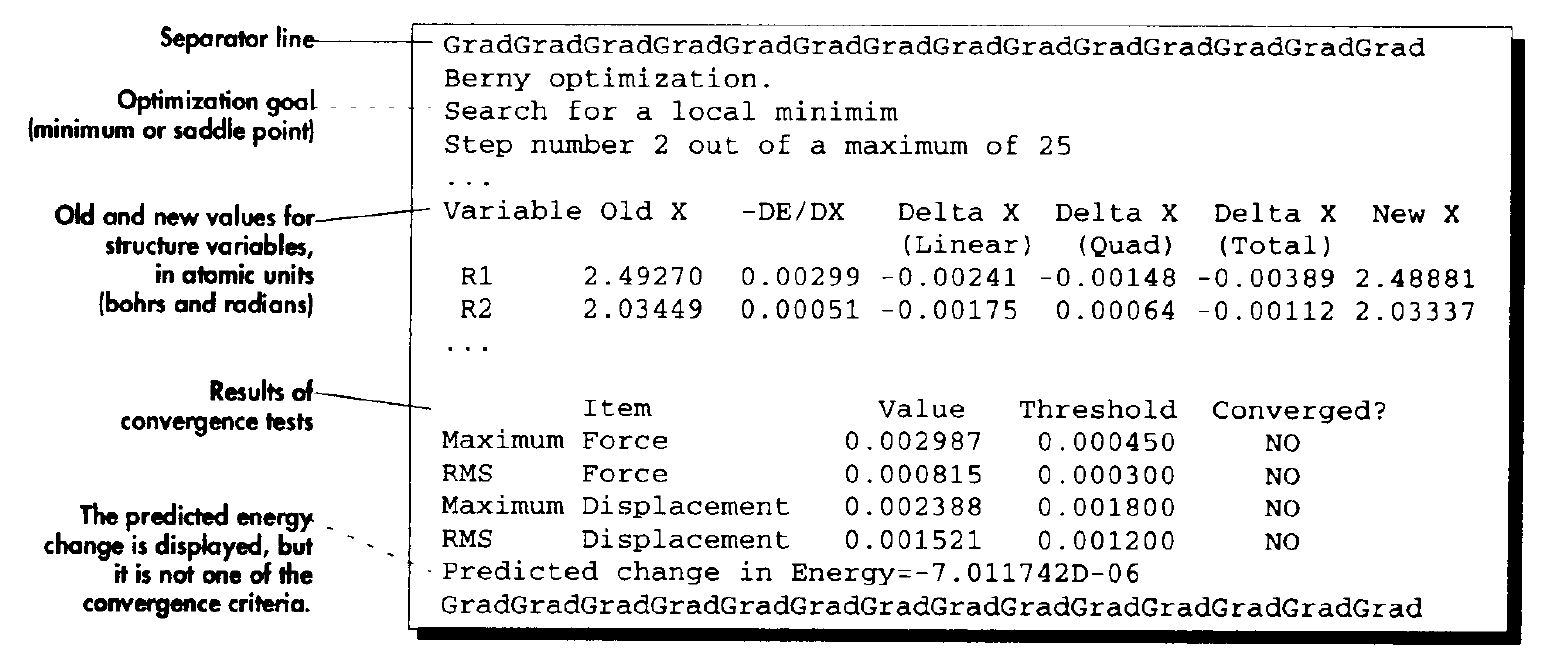 Separator line
GradGradGradGradGradGradGradGradGradGradGradGradGradGrad
Berny optimization.
Optimization goal
(minimum or saddle point)
Search for a local minimim
Step number 2 out of a maximum of 25
...
Old and new values for
structure variables,
in atomic units
(bohrs and radians)
Variable Old X -DE/DX Delta X Delta X Delta X New X
(Linear) (Quad) (Total)
R1 2.49270 0.00299 -0.00241 -0.00148 -0.00389 2.48881
R2 2.03449 0.00051 -0.00175 0.00064 -0.00112 2.03337
...
Results of
convergence tests
Item Value Threshold Converged?
Maximum Force 0.002987 0.000450 NO
RMS Force 0.000815 0.000300 NO
Maximum Displacement 0.002388 0.001800 NO
RMS Displacement 0.001521 0.001200 NO
The predicted energy
change is displayed, but
it is not one of the
convergence criteria.
Predicted change in Energy=-7.011742D-06
GradGradGradGradGradGradGradGradGradGradGradGradGradGrad